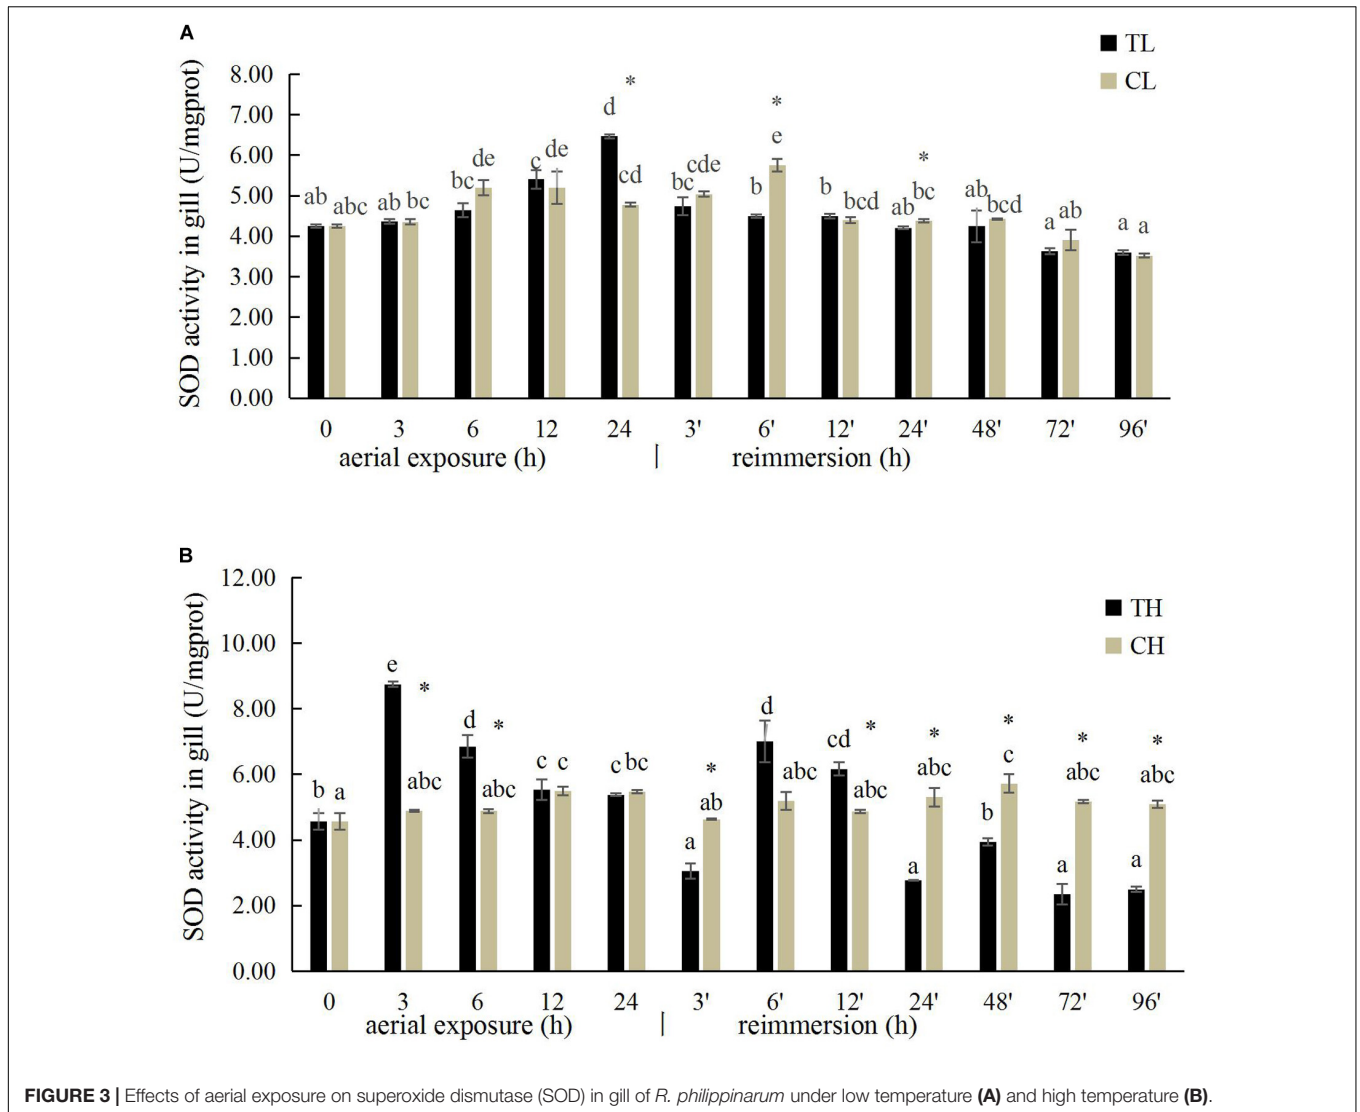 A
TL
CL
SOD activity in gill (U/mgprot)
8.00
7.00
6.00
5.00
4.00
3.00
2.00
1.00
0.00
*
*
*
d
e
ab abc
ab bc
bc de
c de
cd
bc cde
b
b bcd
ab bc
ab bcd
a ab
a a
0 3 6 12 24 3' 6' 12' 24' 48' 72' 96'
aerial exposure (h) reimmersion (h)
B
TH
CH
SOD activity in gill (U/mgprot)
12.00
10.00
8.00
6.00
4.00
2.00
0.00
b a
e * abc
d * abc
c c
c bc
a * ab
d abc
cd * abc
a * abc
b * c
a * abc
a * abc
0 3 6 12 24 3' 6' 12' 24' 48' 72' 96'
aerial exposure (h) reimmersion (h)
FIGURE 3 | Effects of aerial exposure on superoxide dismutase (SOD) in gill of R. philippinarum under low temperature (A) and high temperature (B).